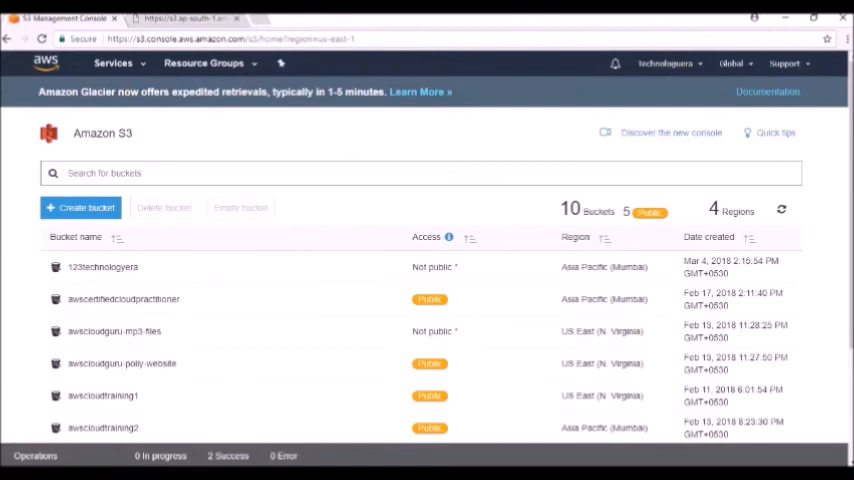 S3 Management Console × https://s3.ap-south-1.am ×
Secure https://s3.console.aws.amazon.com/s3/home?region=us-east-1
aws Services Resource Groups Technologuera Global Support
Amazon Glacier now offers expedited retrievals, typically in 1-5 minutes. Learn More » Documentation
Amazon S3 Discover the new console Quick tips
Search for buckets
+ Create bucket Delete bucket Empty bucket 10 Buckets 5 Public 4 Regions
Bucket name Access Region Date created
123technologyera Not public * Asia Pacific (Mumbai) Mar 4, 2018 2:15:54 PM
GMT+0530
awscertifiedcloudpractitioner Public Asia Pacific (Mumbai) Feb 17, 2018 2:11:40 PM
GMT+0530
awscloudguru-mp3-files Not public * US East (N. Virginia) Feb 13, 2018 11:28:25 PM
GMT+0530
awscloudguru-polly-website Public US East (N. Virginia) Feb 13, 2018 11:27:50 PM
GMT+0530
awscloudtraining1 Public US East (N. Virginia) Feb 11, 2018 6:01:54 PM
GMT+0530
awscloudtraining2 Public Asia Pacific (Mumbai) Feb 13, 2018 8:23:30 PM
GMT+0530
Operations 0 In progress 2 Success 0 Error